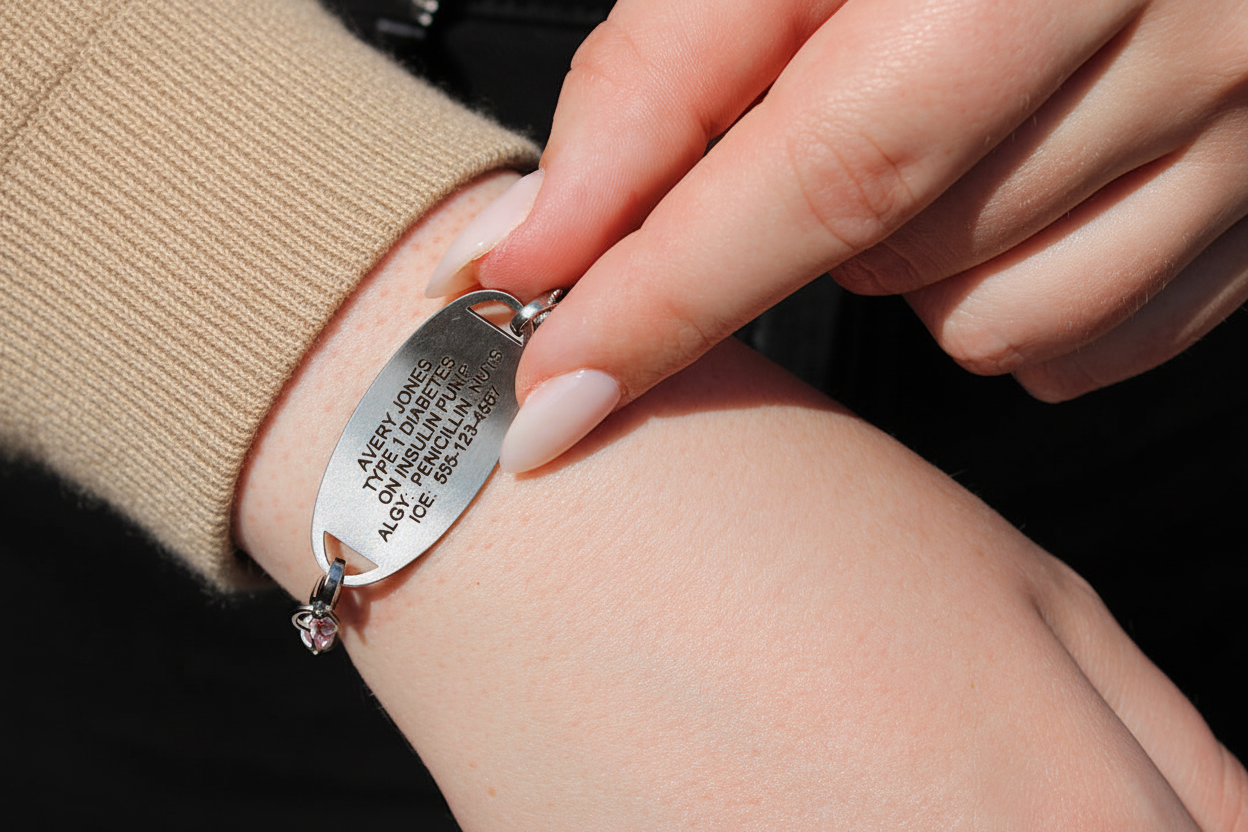 AVERY JONES
TYPE 1 DIABETES
ON INSULIN PUMP
ALGY: PENICILLIN, NUTS
ICE: 555-123-4567